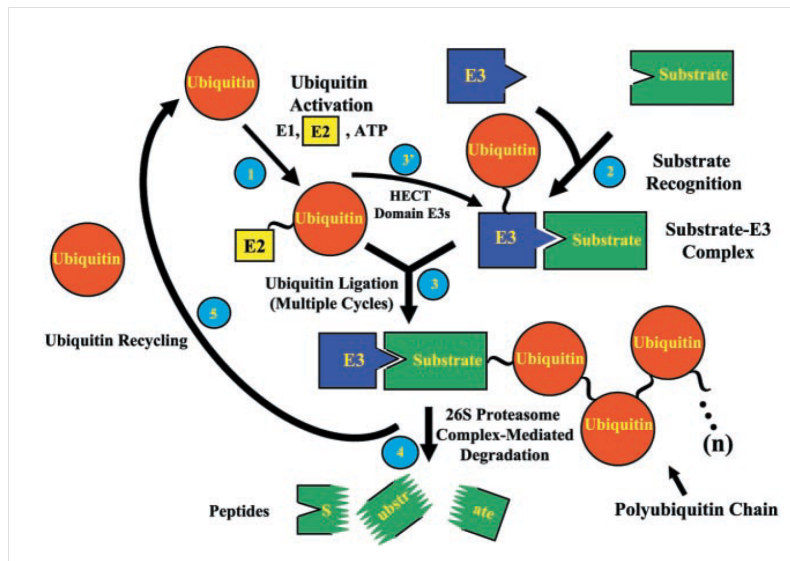 E3
Substrate
Ubiquitin
Ubiquitin
Activation
E1, E2 , ATP
Ubiquitin
1
3'
2
Substrate
Recognition
HECT
Domain E3s
Ubiquitin
E2
E3
Substrate
Substrate-E3
Complex
Ubiquitin
Ubiquitin Ligation
(Multiple Cycles)
3
5
Ubiquitin Recycling
E3
Substrate
Ubiquitin
Ubiquitin
Ubiquitin
(n)
26S Proteasome
Complex-Mediated
Degradation
4
Peptides
S
ubstr
ate
Polyubiquitin Chain